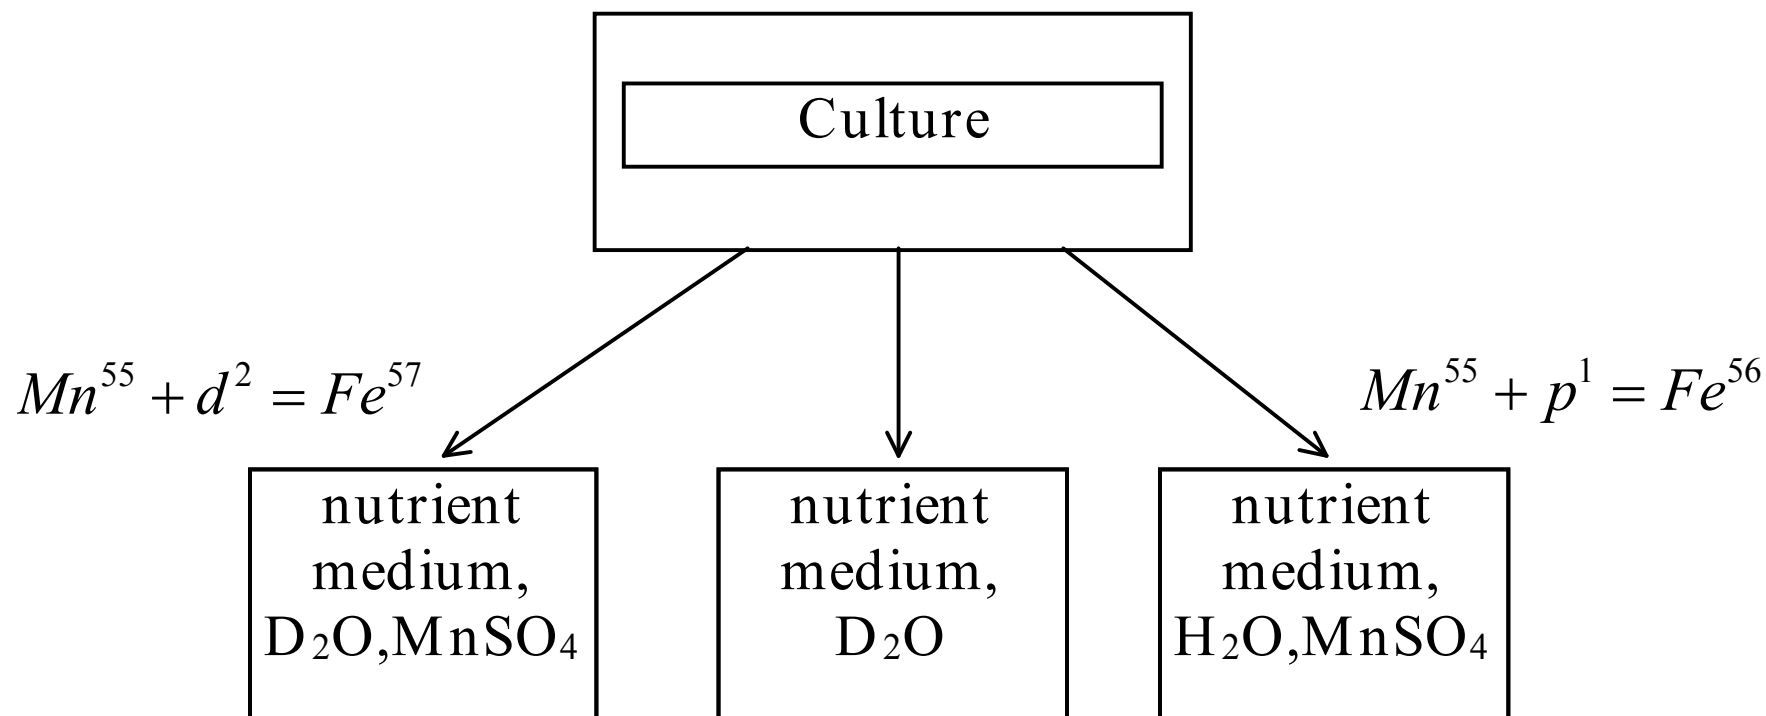 Culture
Mn⁵⁵ + d² = Fe⁵⁷
Mn⁵⁵ + p¹ = Fe⁵⁶
nutrient
medium,
D₂O,MnSO₄
nutrient
medium,
D₂O
nutrient
medium,
H₂O,MnSO₄